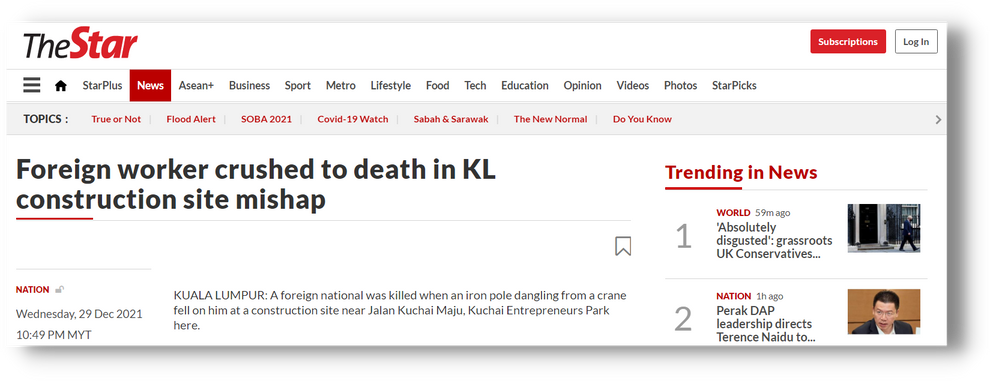 TheStar
Subscriptions
Log In
StarPlus News Asean+ Business Sport Metro Lifestyle Food Tech Education Opinion Videos Photos StarPicks
TOPICS : True or Not Flood Alert SOBA 2021 Covid-19 Watch Sabah & Sarawak The New Normal Do You Know
Foreign worker crushed to death in KL
construction site mishap
NATION
Wednesday, 29 Dec 2021
10:49 PM MYT
KUALA LUMPUR: A foreign national was killed when an iron pole dangling from a crane
fell on him at a construction site near Jalan Kuchai Maju, Kuchai Entrepreneurs Park
here.
Trending in News
1
WORLD 59m ago
'Absolutely
disgusted': grassroots
UK Conservatives...
2
NATION 1h ago
Perak DAP
leadership directs
Terence Naidu to...